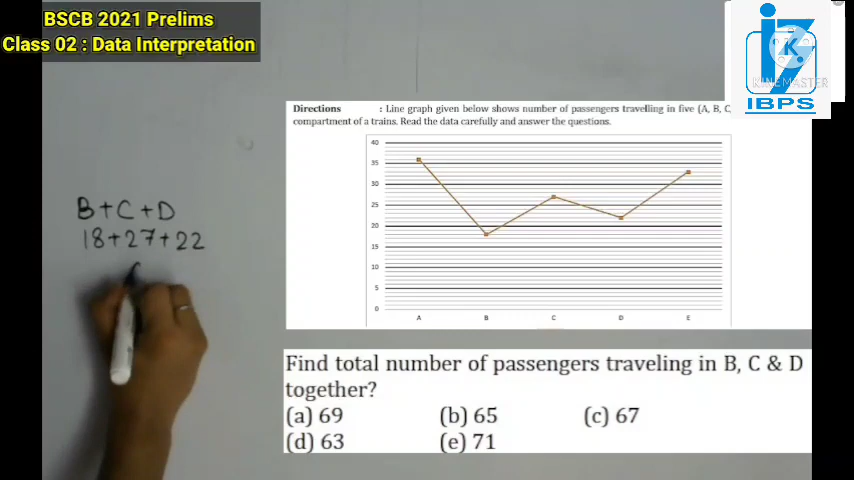 BSCB 2021 Prelims
Class 02 : Data Interpretation
K
KINEMASTER
IBPS
Directions : Line graph given below shows number of passengers travelling in five (A, B, C,
compartment of a trains. Read the data carefully and answer the questions.
40
35
30
25
20
15
10
5
0
A B C D E
B+C+D
18+27+22
Find total number of passengers traveling in B, C & D
together?
(a) 69 (b) 65 (c) 67
(d) 63 (e) 71